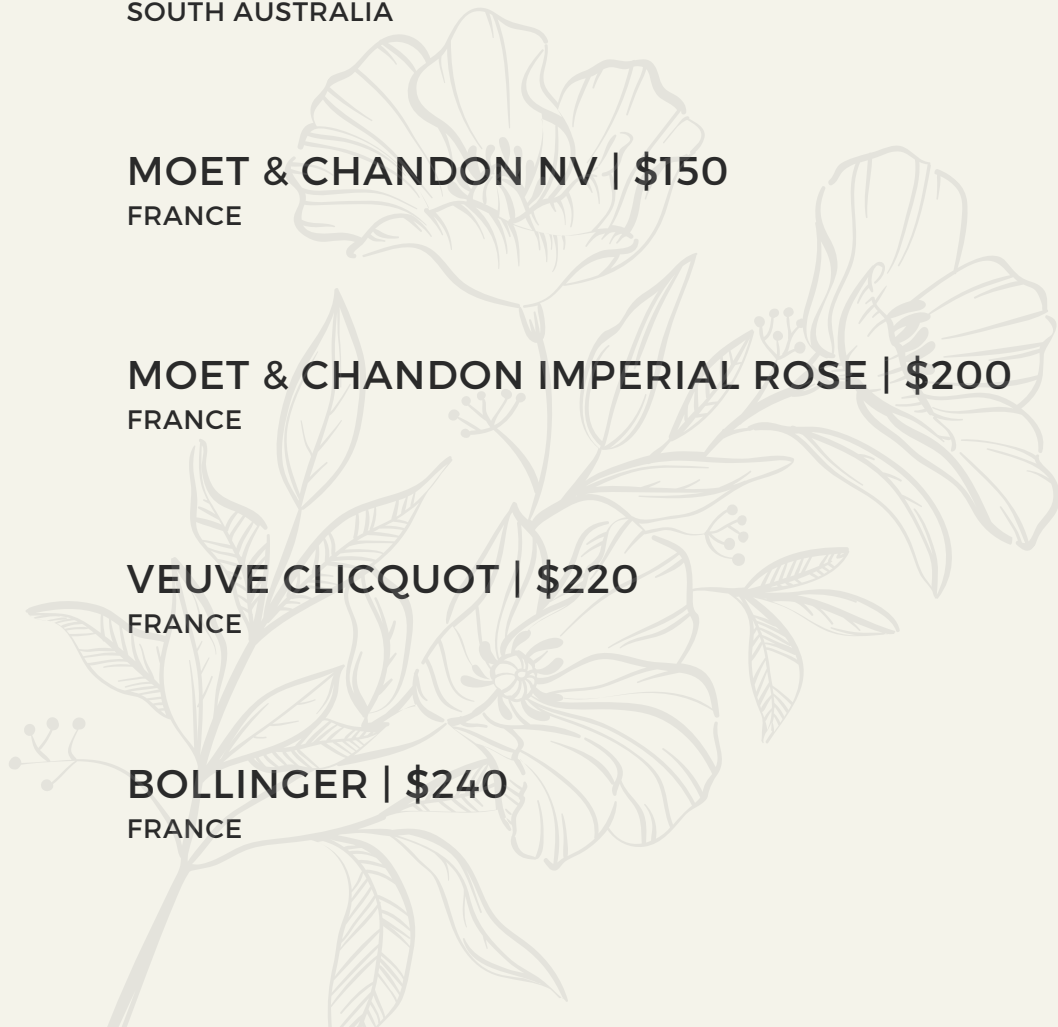 SOUTH AUSTRALIA
MOET & CHANDON NV | $150
FRANCE
MOET & CHANDON IMPERIAL ROSE | $200
FRANCE
VEUVE CLICQUOT | $220
FRANCE
BOLLINGER | $240
FRANCE